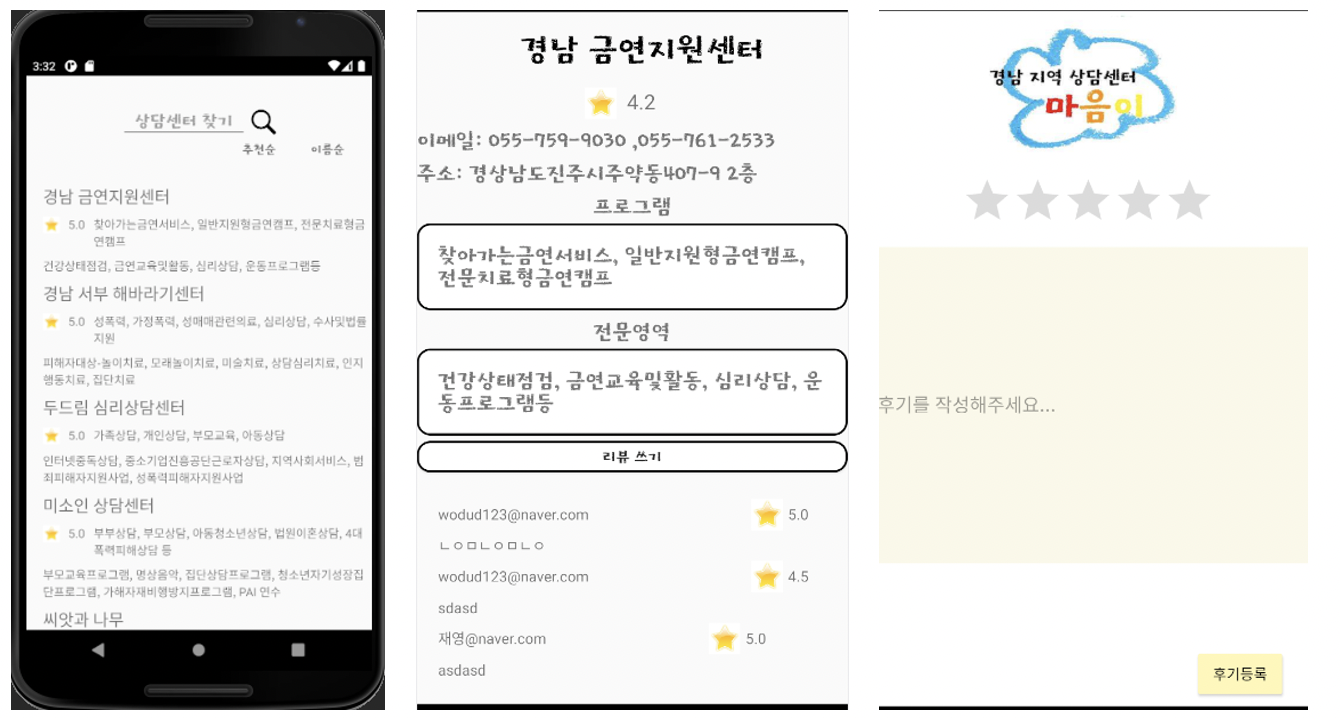 3:32
상담센터 찾기
추천순 이름순
경남 금연지원센터
5.0 찾아가는금연서비스, 일반지원형금연캠프, 전문치료형금
연캠프
건강상태점검, 금연교육및활동, 심리상담, 운동프로그램등
경남 서부 해바라기센터
5.0 성폭력, 가정폭력, 성매매관련의료, 심리상담, 수사및법률
지원
피해자대상-놀이치료, 모래놀이치료, 미술치료, 상담심리치료, 인지
행동치료, 집단치료
두드림 심리상담센터
5.0 가족상담, 개인상담, 부모교육, 아동상담
인터넷중독상담, 중소기업진흥공단근로자상담, 지역사회서비스, 범
죄피해자지원사업, 성폭력피해자지원사업
미소인 상담센터
5.0 부부상담, 부모상담, 아동청소년상담, 법원이혼상담, 4대
폭력피해상담 등
부모교육프로그램, 명상음악, 집단상담프로그램, 청소년자기성장집
단프로그램, 가해자재비행방지프로그램, PAI 연수
씨앗과 나무
경남 금연지원센터
4.2
이메일: 055-759-9030 ,055-761-2533
주소: 경상남도진주시주약동407-9 2층
프로그램
찾아가는금연서비스, 일반지원형금연캠프,
전문치료형금연캠프
전문영역
건강상태점검, 금연교육및활동, 심리상담, 운
동프로그램등
리뷰 쓰기
wodud123@naver.com 5.0
ㄴㅇㅁㄴㅇㅁㄴㅇ
wodud123@naver.com 4.5
sdasd
재영@naver.com 5.0
asdasd
경남 지역 상담센터
마음이
후기를 작성해주세요...
후기등록